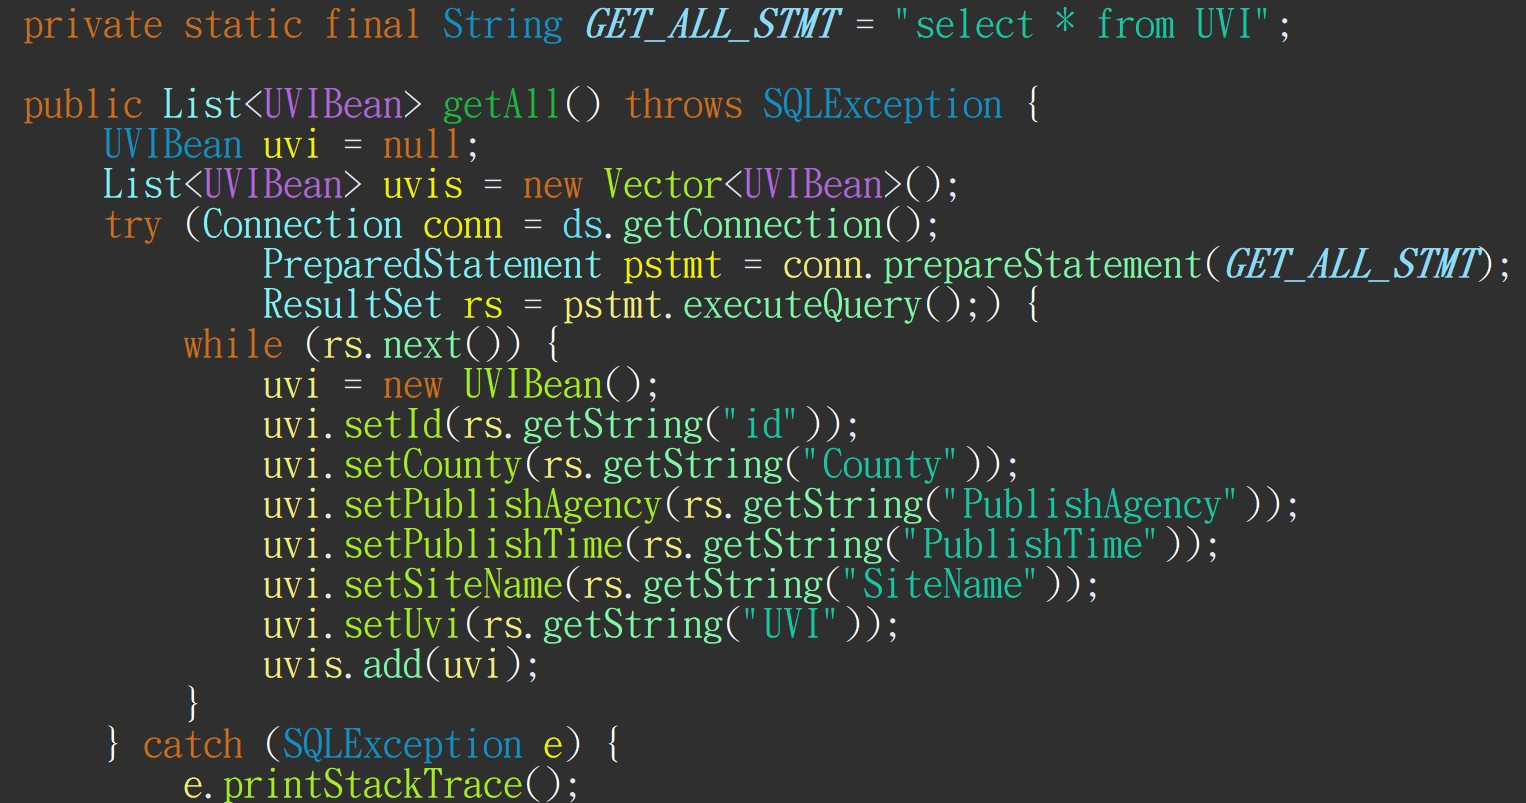 private static final String GET_ALL_STMT = "select * from UVI";
public List<UVIBean> getAll() throws SQLException {
UVIBean uvi = null;
List<UVIBean> uvis = new Vector<UVIBean>();
try (Connection conn = ds.getConnection();
PreparedStatement pstmt = conn.prepareStatement(GET_ALL_STMT);
ResultSet rs = pstmt.executeQuery();) {
while (rs.next()) {
uvi = new UVIBean();
uvi.setId(rs.getString("id"));
uvi.setCounty(rs.getString("County"));
uvi.setPublishAgency(rs.getString("PublishAgency"));
uvi.setPublishTime(rs.getString("PublishTime"));
uvi.setSiteName(rs.getString("SiteName"));
uvi.setUvi(rs.getString("UVI"));
uvis.add(uvi);
}
} catch (SQLException e) {
e.printStackTrace();